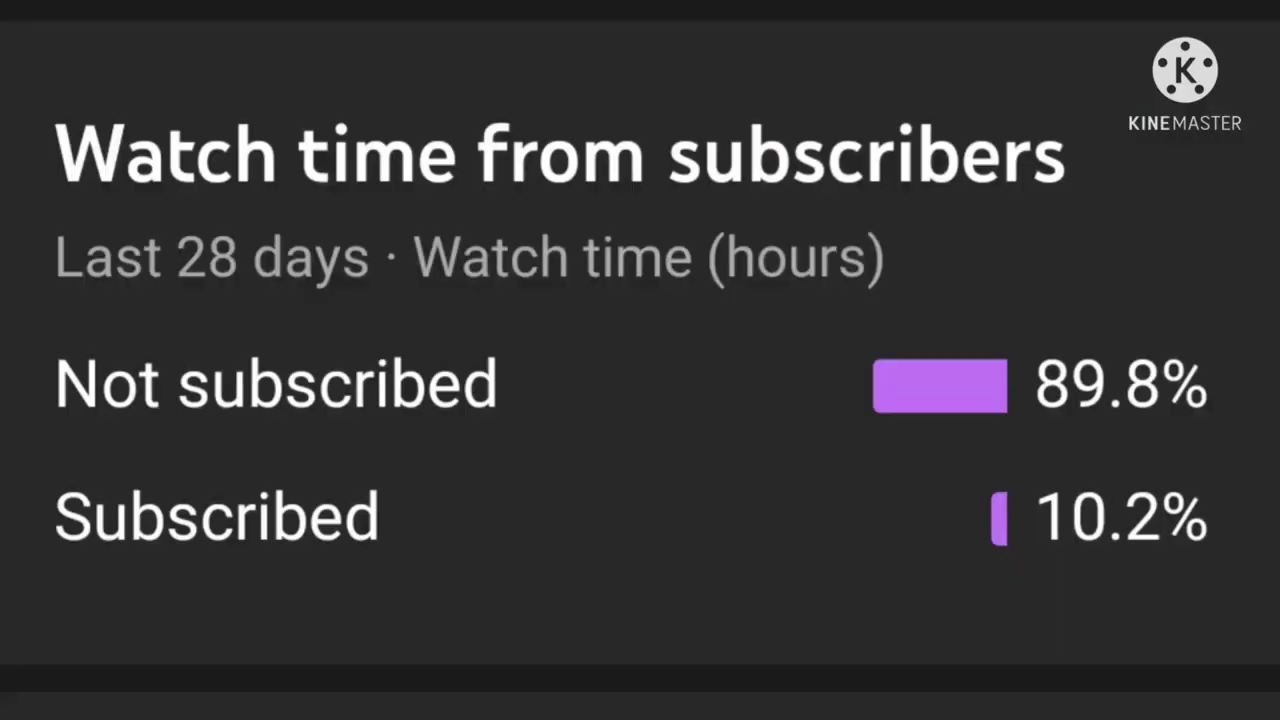 K
KINEMASTER
Watch time from subscribers
Last 28 days · Watch time (hours)
Not subscribed 89.8%
Subscribed 10.2%